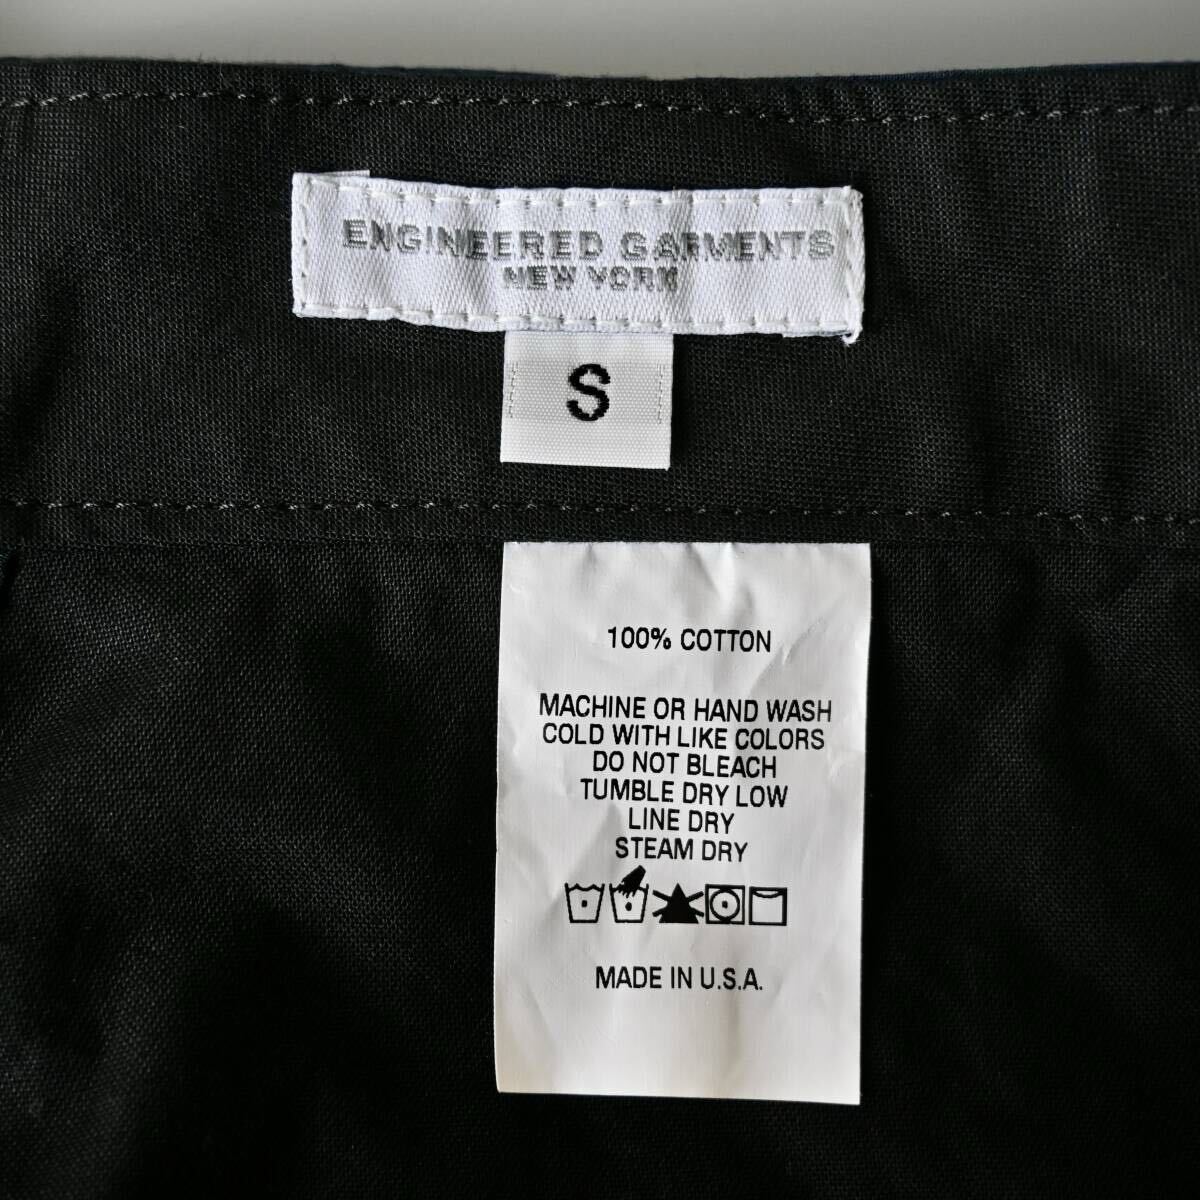 ENGINEERED GARMENTS
NEW YORK
S
100% COTTON
MACHINE OR HAND WASH
COLD WITH LIKE COLORS
DO NOT BLEACH
TUMBLE DRY LOW
LINE DRY
STEAM DRY
MADE IN U.S.A.